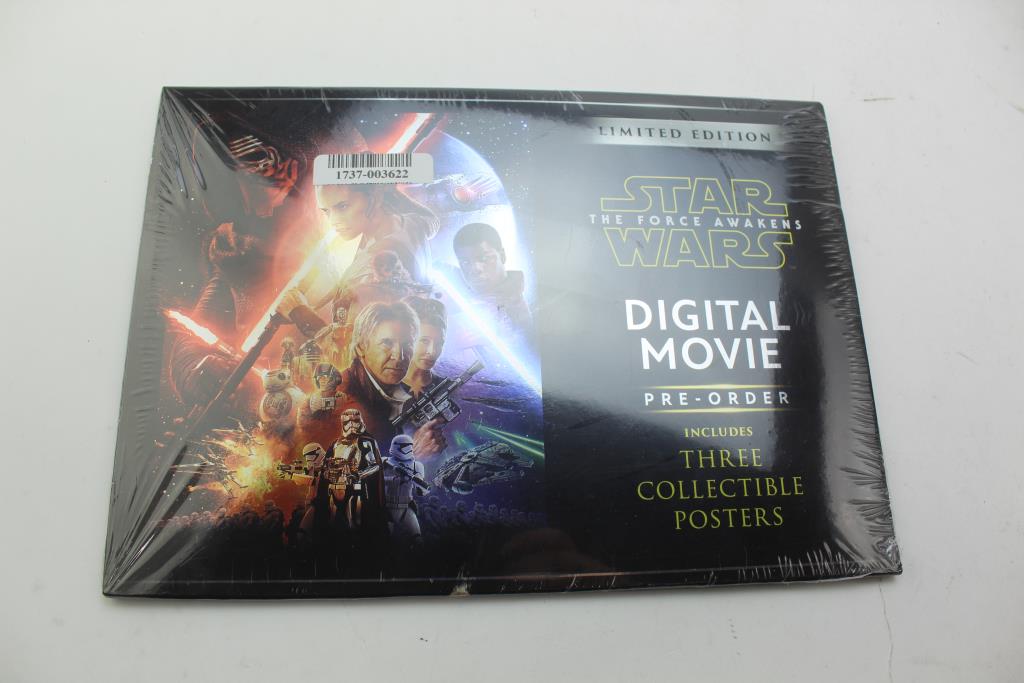 1737-003622
LIMITED EDITION
STAR
THE FORCE AWAKENS
WARS
DIGITAL
MOVIE
PRE-ORDER
INCLUDES
THREE
COLLECTIBLE
POSTERS